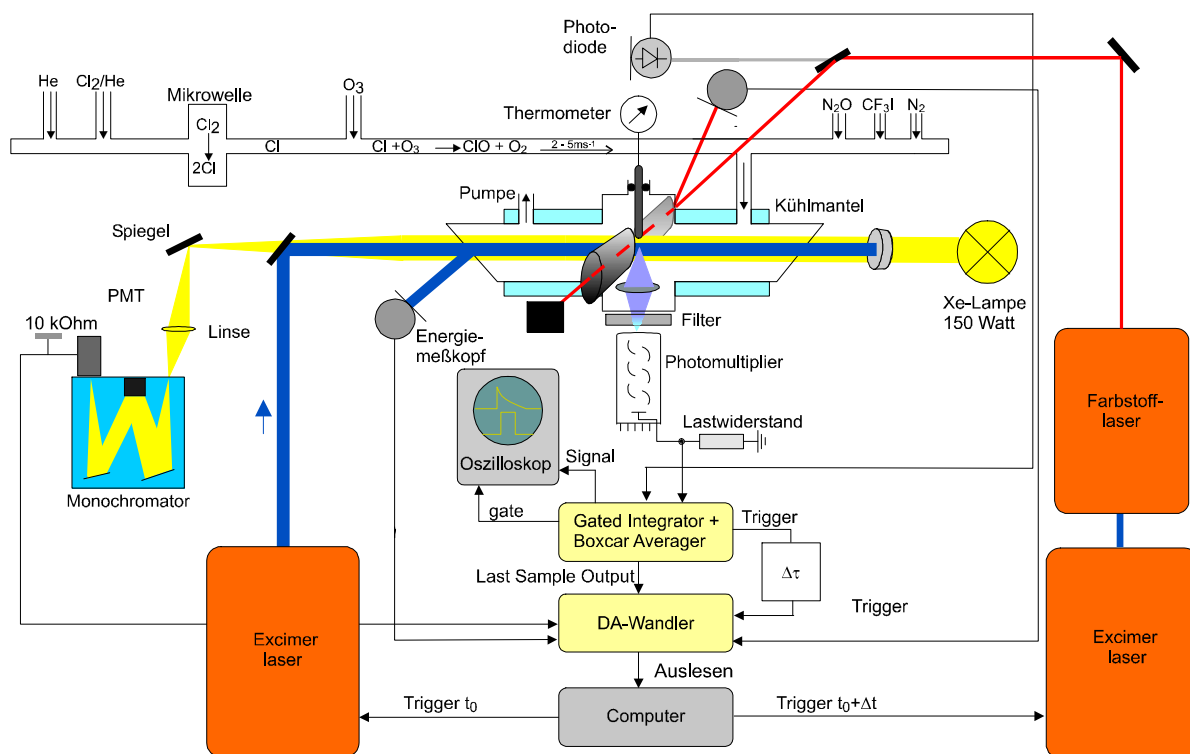 Photo-
diode
He
Cl2/He
Mikrowelle
O3
Thermometer
N2O
CF3I
N2
Cl2
2Cl
Cl
Cl +O3
ClO + O2
2 - 5ms-1
Pumpe
Kühlmantel
Spiegel
PMT
10 kOhm
Linse
Energie-
meßkopf
Filter
Xe-Lampe
150 Watt
Photomultiplier
Lastwiderstand
Farbstoff-
laser
Oszilloskop
Signal
Monochromator
gate
Gated Integrator +
Boxcar Averager
Trigger
Δτ
Last Sample Output
Trigger
DA-Wandler
Excimer
laser
Excimer
laser
Auslesen
Trigger t0
Computer
Trigger t0+Δt